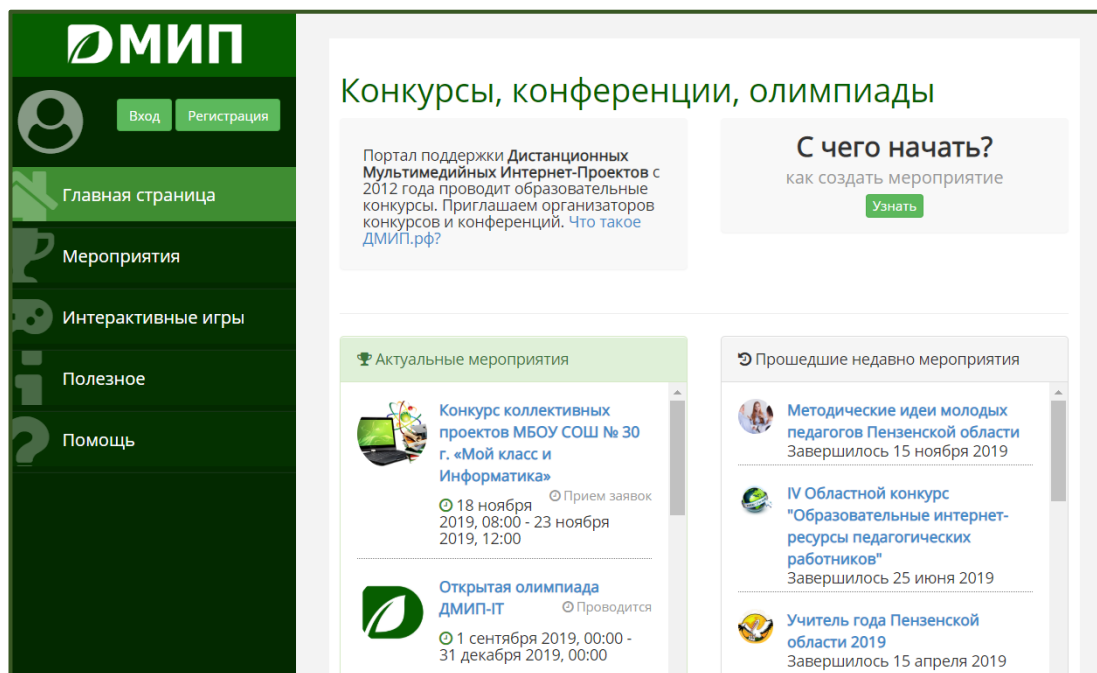 ДМИП
Вход
Регистрация
Главная страница
Мероприятия
Интерактивные игры
Полезное
Помощь
Конкурсы, конференции, олимпиады
Портал поддержки Дистанционных
Мультимедийных Интернет-Проектов с
2012 года проводит образовательные
конкурсы. Приглашаем организаторов
конкурсов и конференций. Что такое
ДМИП.рф?
С чего начать?
как создать мероприятие
Узнать
Актуальные мероприятия
Конкурс коллективных
проектов МБОУ СОШ № 30
г. «Мой класс и
Информатика»
Прием заявок
18 ноября
2019, 08:00 - 23 ноября
2019, 12:00
Открытая олимпиада
ДМИП-IT
Проводится
1 сентября 2019, 00:00 -
31 декабря 2019, 00:00
Прошедшие недавно мероприятия
Методические идеи молодых
педагогов Пензенской области
Завершилось 15 ноября 2019
IV Областной конкурс
"Образовательные интернет-
ресурсы педагогических
работников"
Завершилось 25 июня 2019
Учитель года Пензенской
области 2019
Завершилось 15 апреля 2019